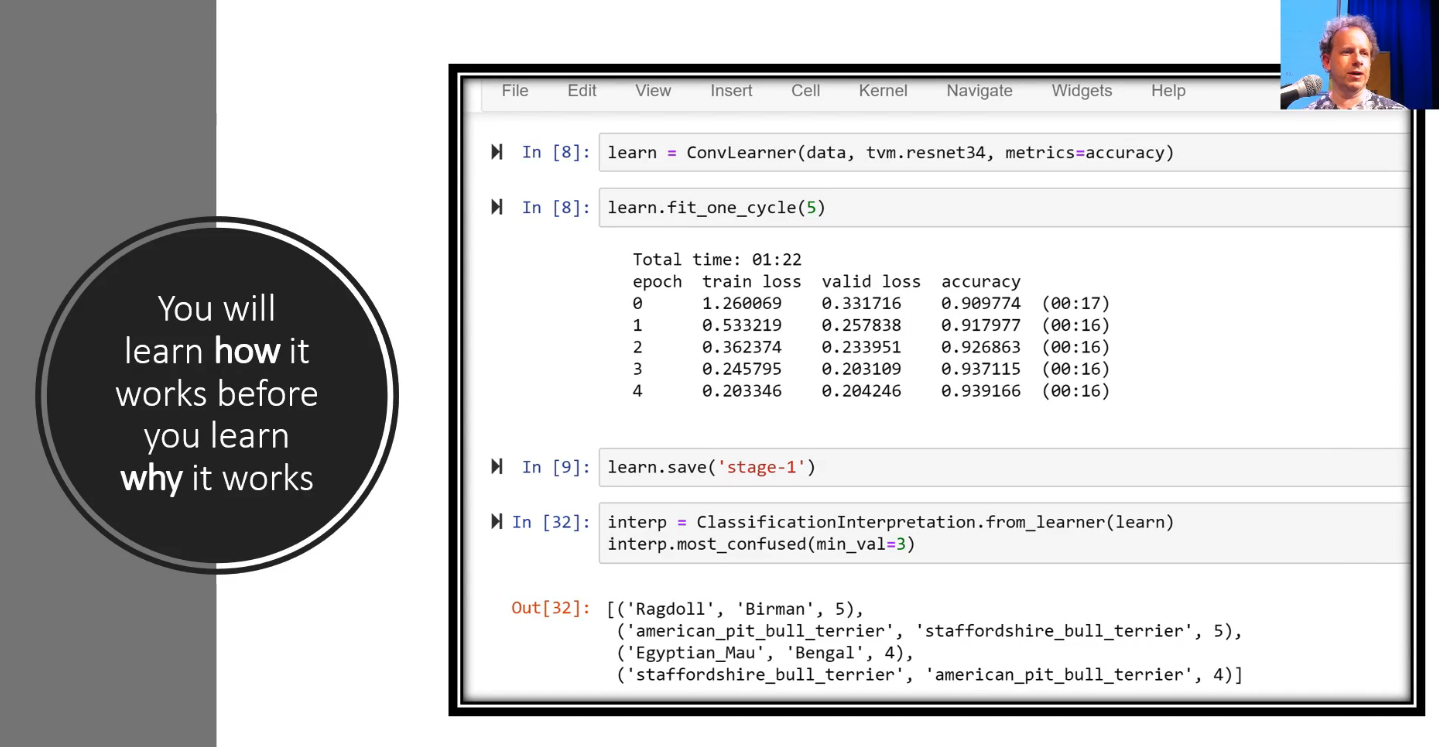 You will
learn how it
works before
you learn
why it works
File Edit View Insert Cell Kernel Navigate Widgets Help
In [8]: learn = ConvLearner(data, tvm.resnet34, metrics=accuracy)
In [8]: learn.fit_one_cycle(5)
Total time: 01:22
epoch train loss valid loss accuracy
0 1.260069 0.331716 0.909774 (00:17)
1 0.533219 0.257838 0.917977 (00:16)
2 0.362374 0.233951 0.926863 (00:16)
3 0.245795 0.203109 0.937115 (00:16)
4 0.203346 0.204246 0.939166 (00:16)
In [9]: learn.save('stage-1')
In [32]: interp = ClassificationInterpretation.from_learner(learn)
interp.most_confused(min_val=3)
Out[32]: [('Ragdoll', 'Birman', 5),
('american_pit_bull_terrier', 'staffordshire_bull_terrier', 5),
('Egyptian_Mau', 'Bengal', 4),
('staffordshire_bull_terrier', 'american_pit_bull_terrier', 4)]